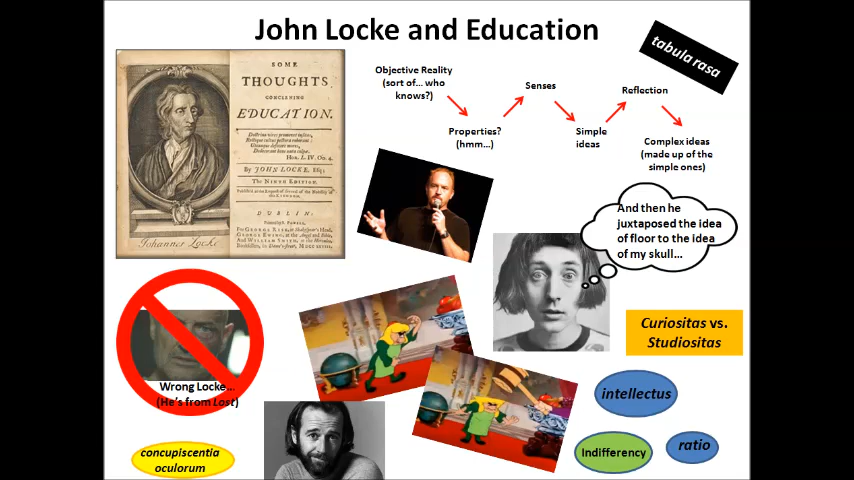 John Locke and Education
tabula rasa
SOME
THOUGHTS
CONCERNING
EDUCATION.
By JOHN LOCKE, Esq;
The NINTH EDITION.
DUBLIN:
Johannes Locke
Objective Reality
(sort of... who
knows?)
Properties?
(hmm...)
Senses
Simple
ideas
Reflection
Complex ideas
(made up of the
simple ones)
And then he
juxtaposed the idea
of floor to the idea
of my skull...
Wrong Locke...
(He's from Lost)
Curiositas vs.
Studiositas
intellectus
Indifferency
ratio
concupiscentia
oculorum